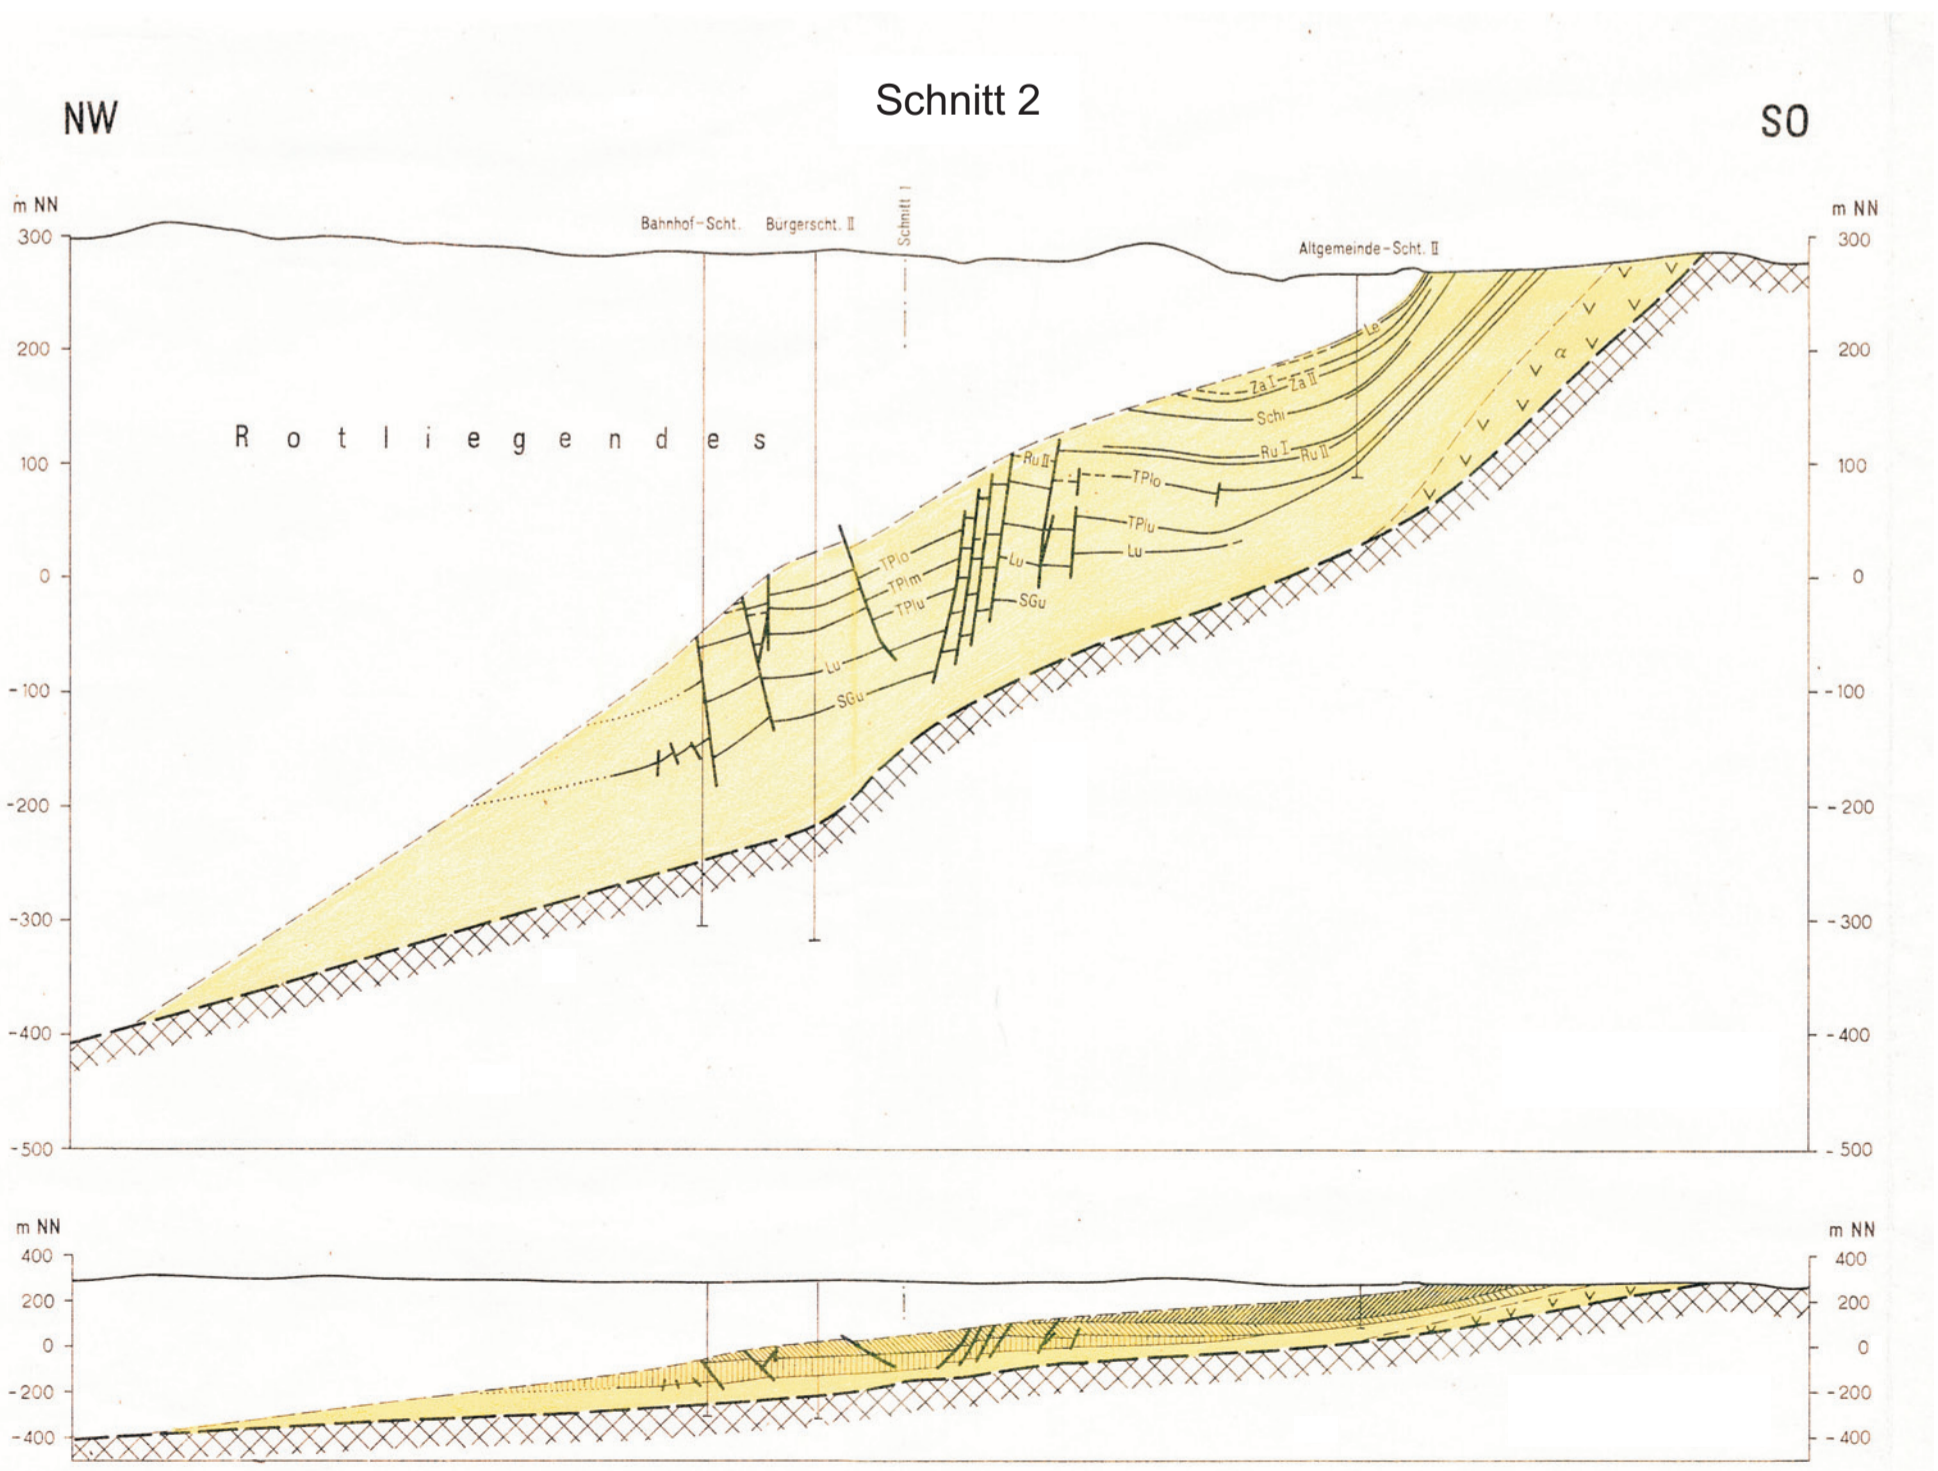 Schnitt 2
NW
SO
m NN
m NN
Bahnhof-Scht.
Bürgerscht. II
Schnitt 1
Altgemeinde-Scht. II
300
200
100
0
-100
-200
-300
-400
-500
300
200
100
0
-100
-200
-300
-400
-500
Rotliegendes
Le
Za I
Za II
Schi
Ru I
Ru II
TPlo
TPlu
Lu
α
Ru II
Lu
SGu
TPlo
TPlm
TPlu
Lu
SGu
m NN
m NN
400
200
0
-200
-400
400
200
0
-200
-400